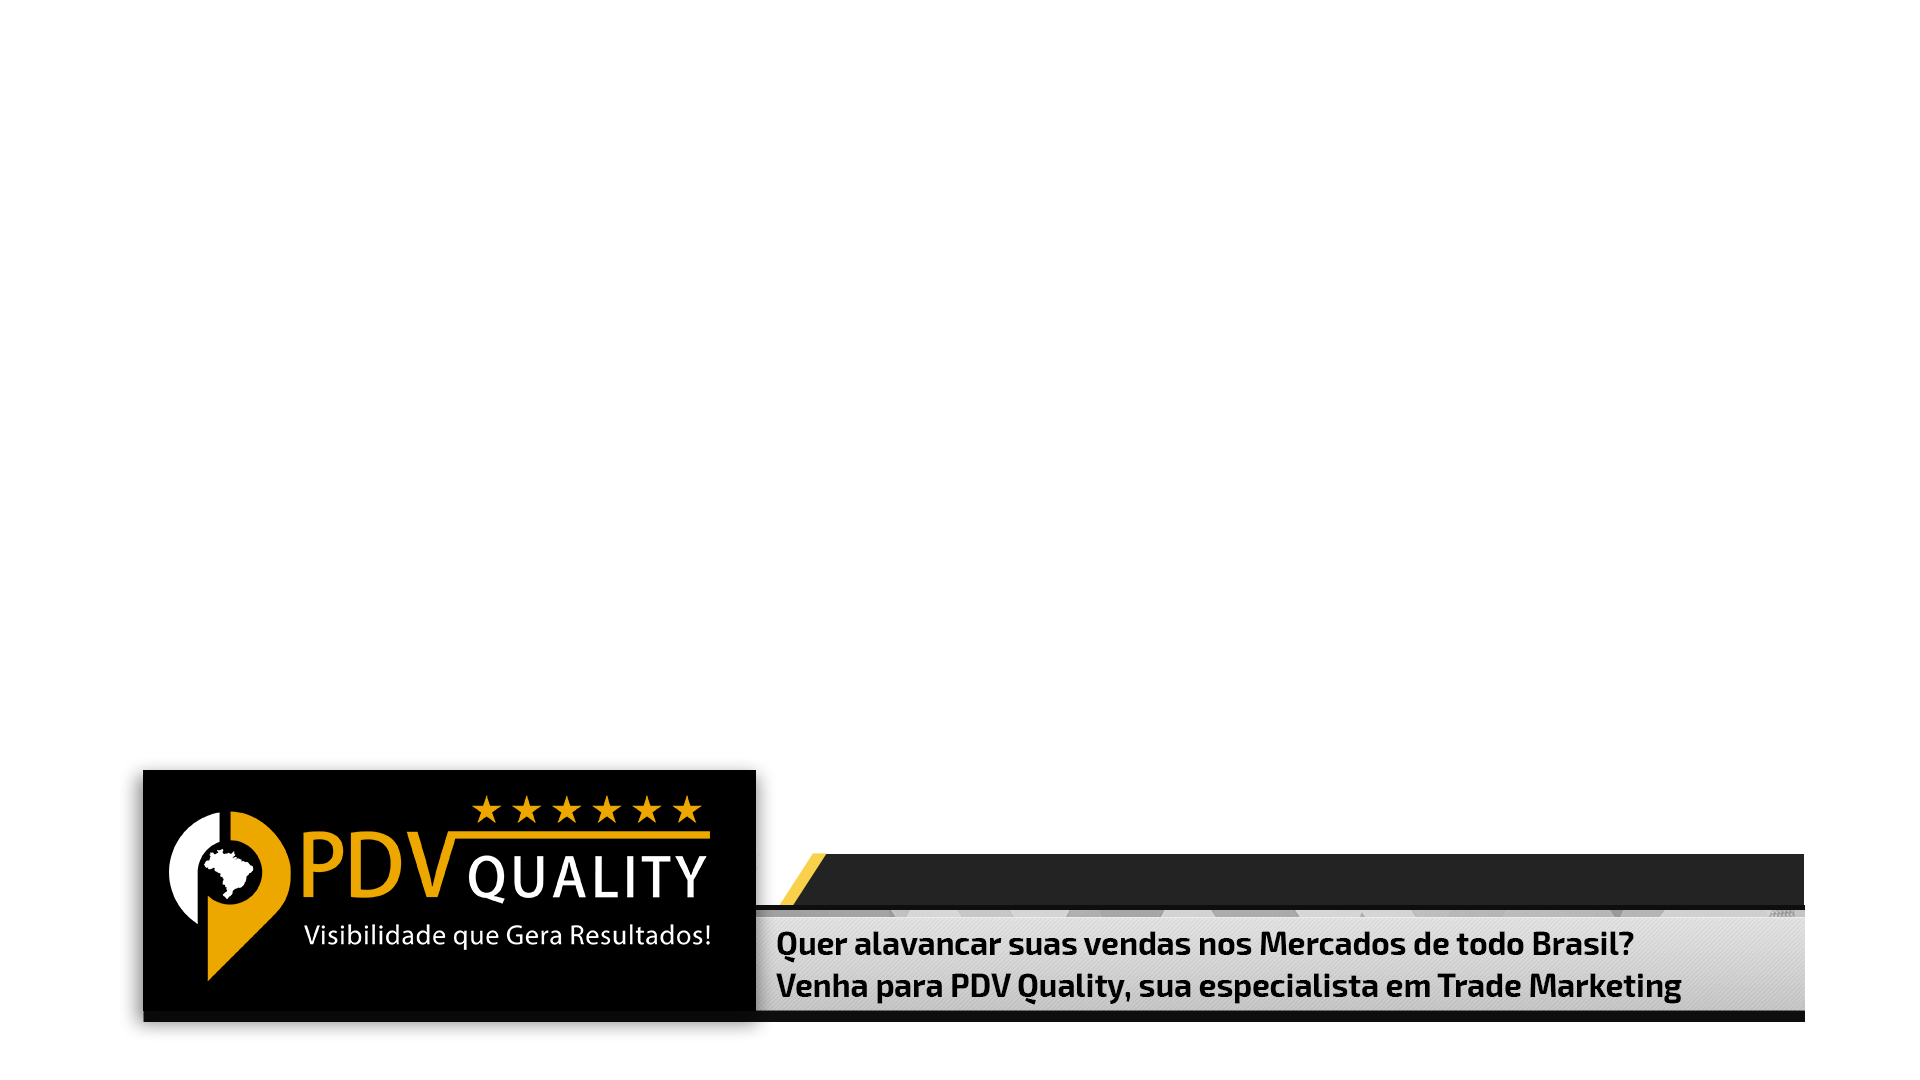 PDV QUALITY
Visibilidade que Gera Resultados!
Quer alavancar suas vendas nos Mercados de todo Brasil?
Venha para PDV Quality, sua especialista em Trade Marketing